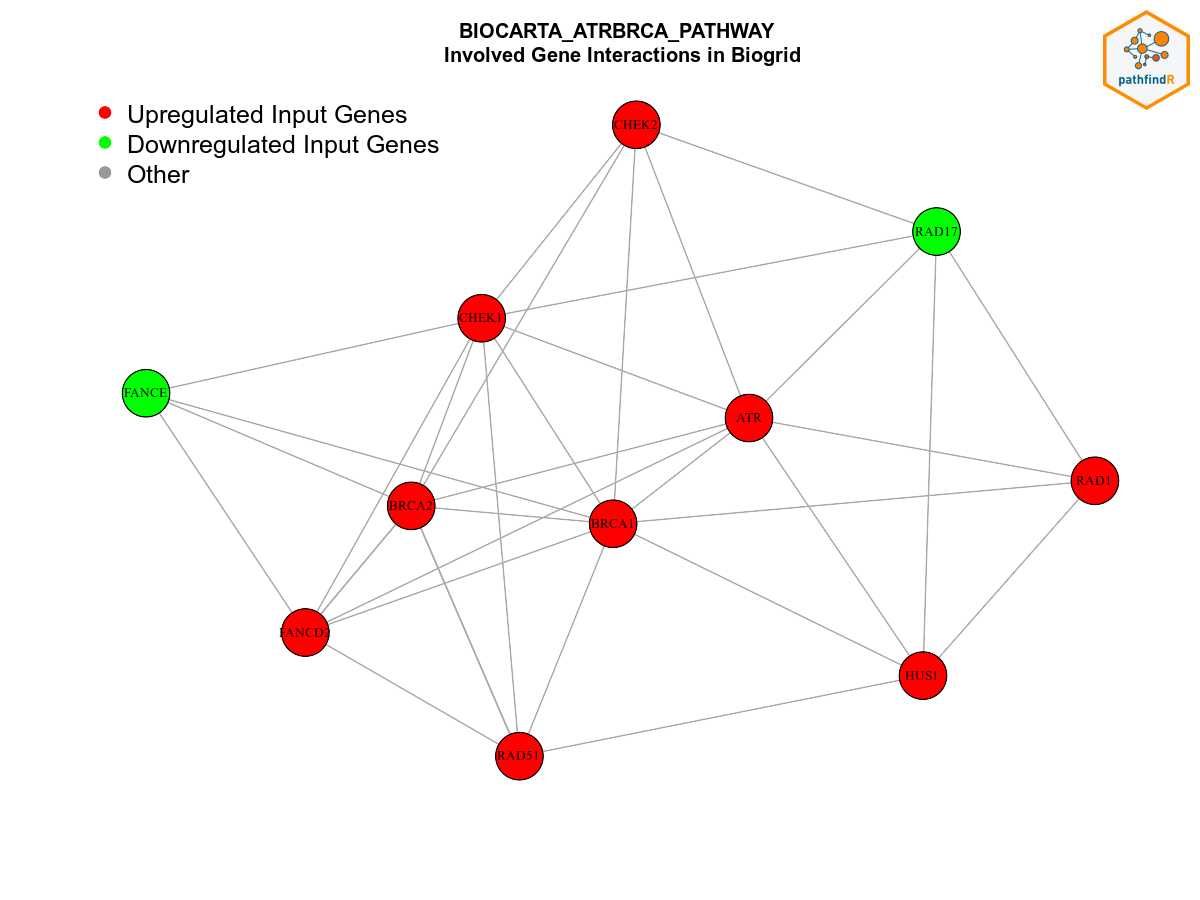 BIOCARTA_ATRBRCA_PATHWAY
Involved Gene Interactions in Biogrid
pathfindR
Upregulated Input Genes
Downregulated Input Genes
Other
CHEK2
RAD17
CHEK1
FANCE
ATR
RAD1
BRCA2
BRCA1
FANCD2
HUS1
RAD51